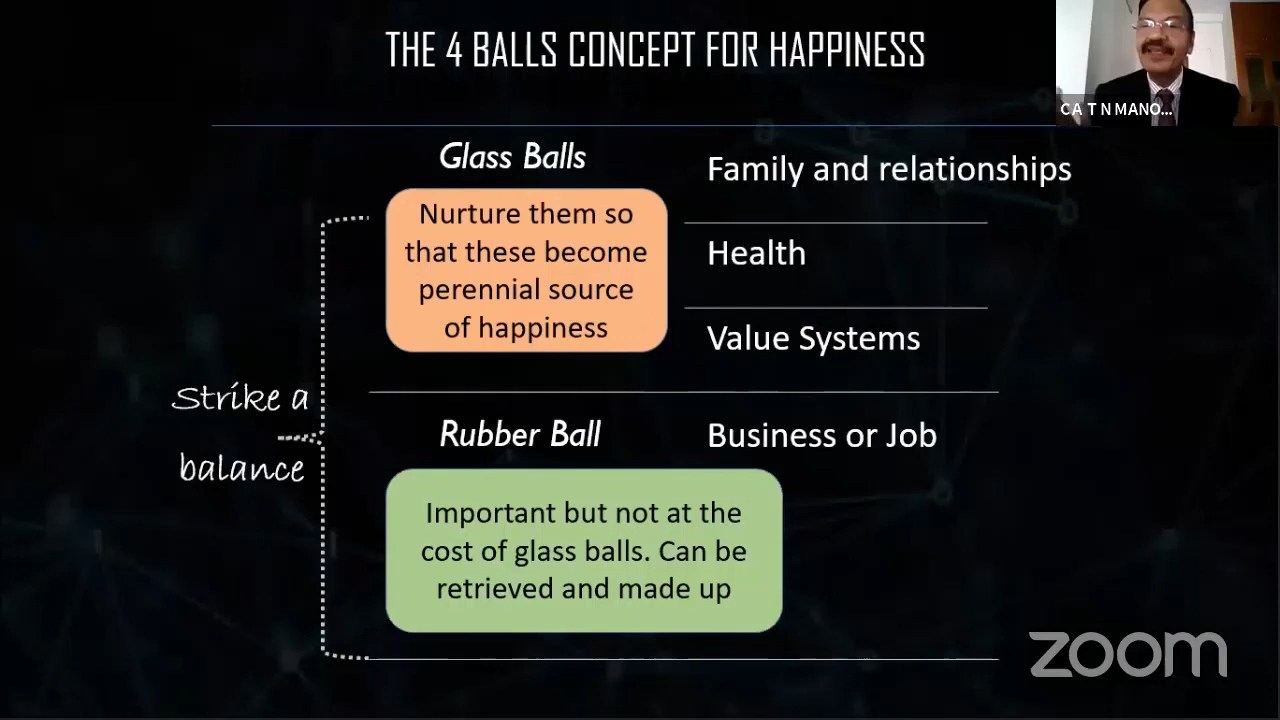 THE 4 BALLS CONCEPT FOR HAPPINESS
C A T N MANO...
Glass Balls
Family and relationships
Nurture them so
that these become
perennial source
of happiness
Health
Value Systems
Strike a
balance
Rubber Ball
Business or Job
Important but not at the
cost of glass balls. Can be
retrieved and made up
zoom